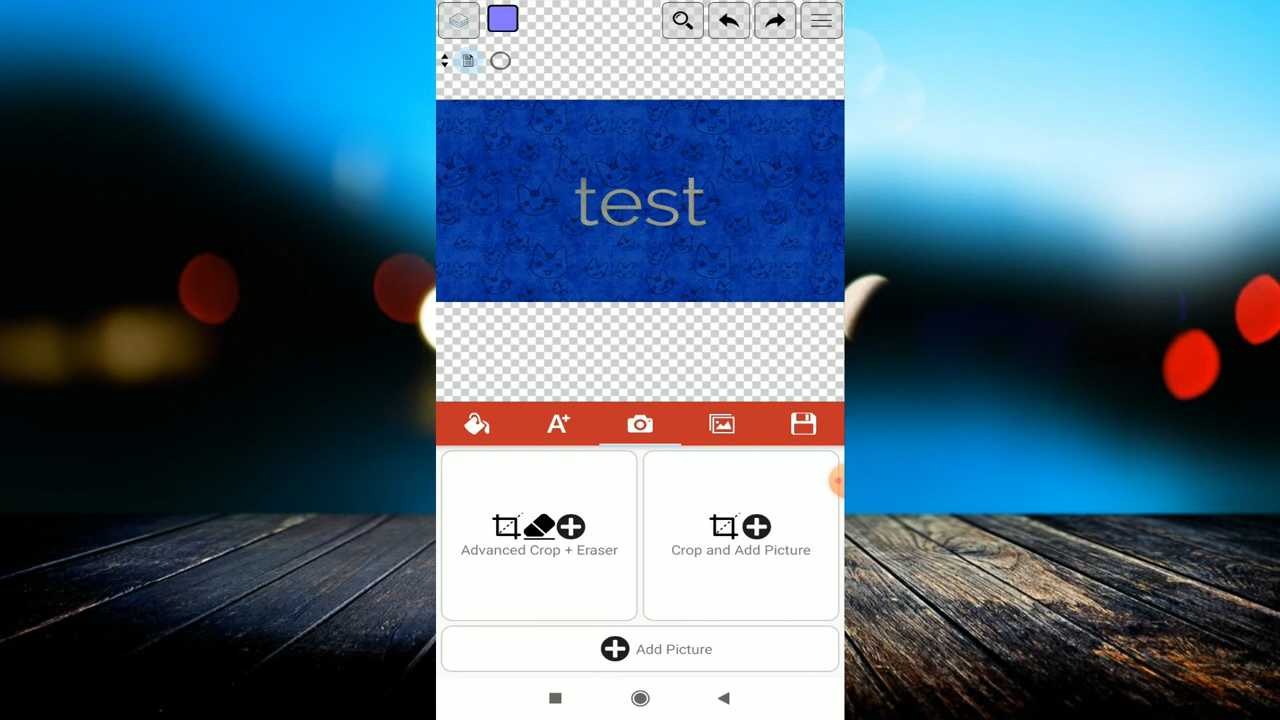 test
A+
Advanced Crop + Eraser
Crop and Add Picture
Add Picture